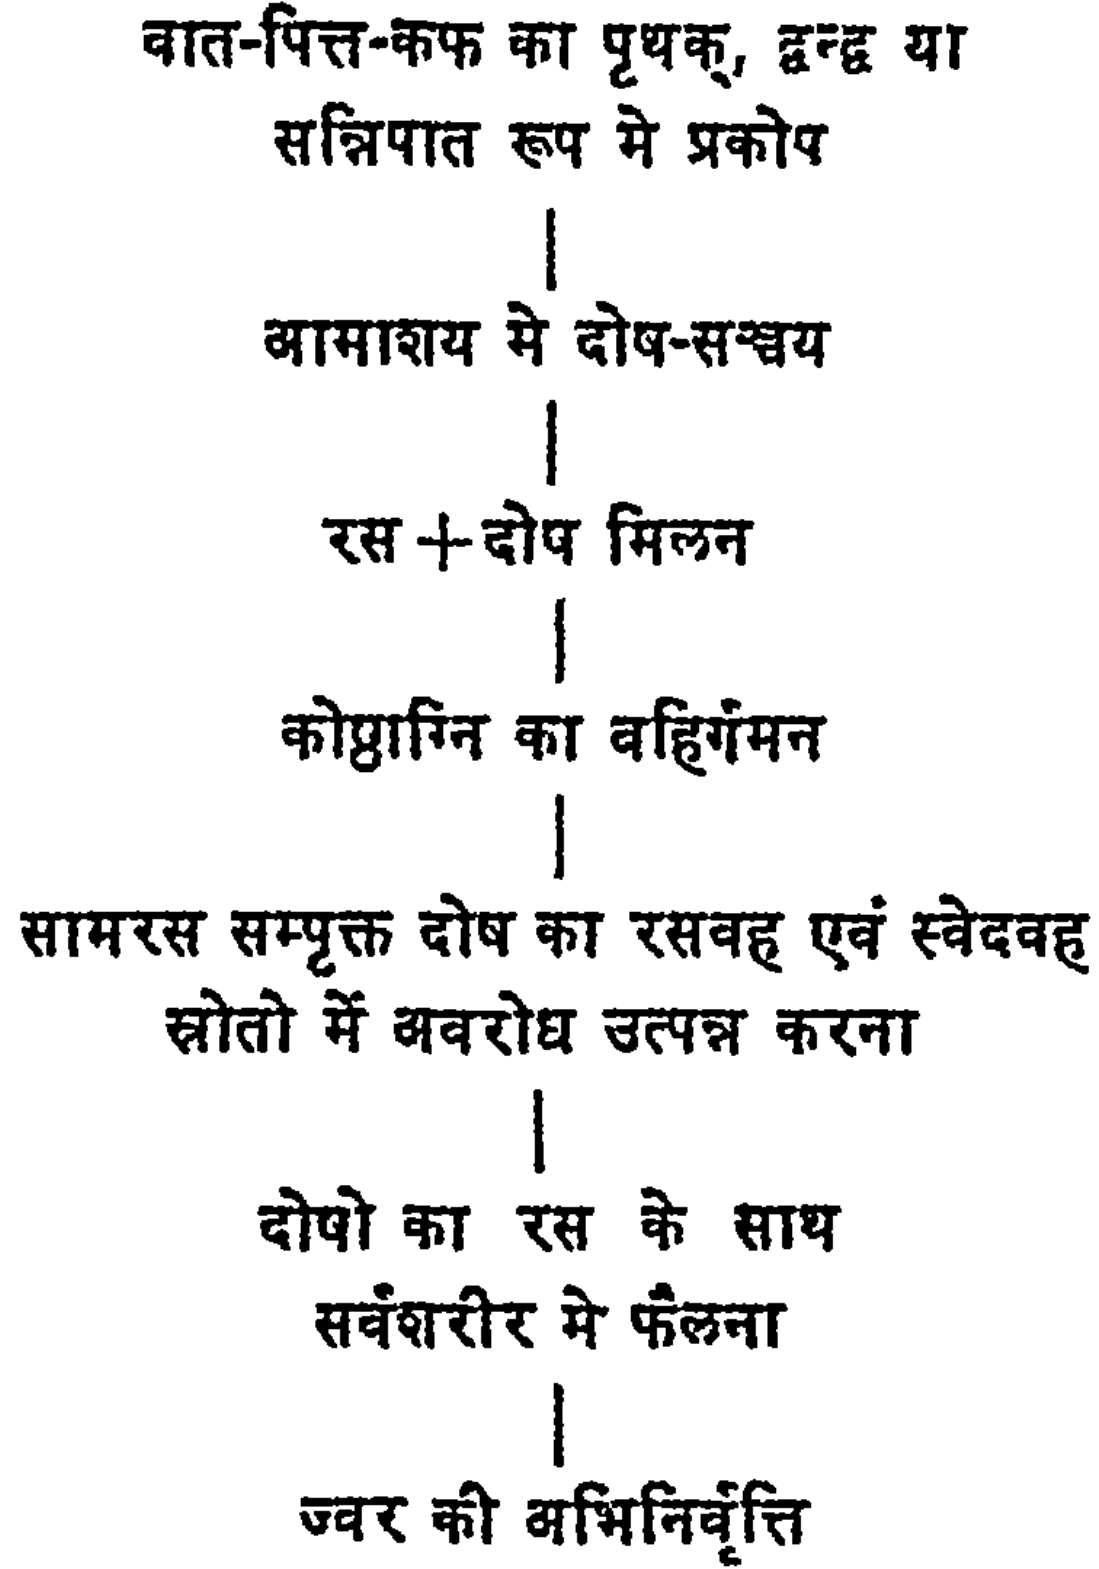 वात-पित्त-कफ का पृथक्, द्वन्द्व या
सन्निपात रूप मे प्रकोप
आमाशय मे दोष-सञ्चय
रस + दोष मिलन
कोष्ठाग्नि का वहिर्गमन
सामरस सम्पृक्त दोष का रसवह एवं स्वेदवह
स्रोतो में अवरोध उत्पन्न करना
दोषो का रस के साथ
सर्वशरीर मे फैलना
ज्वर की अभिनिर्वृत्ति